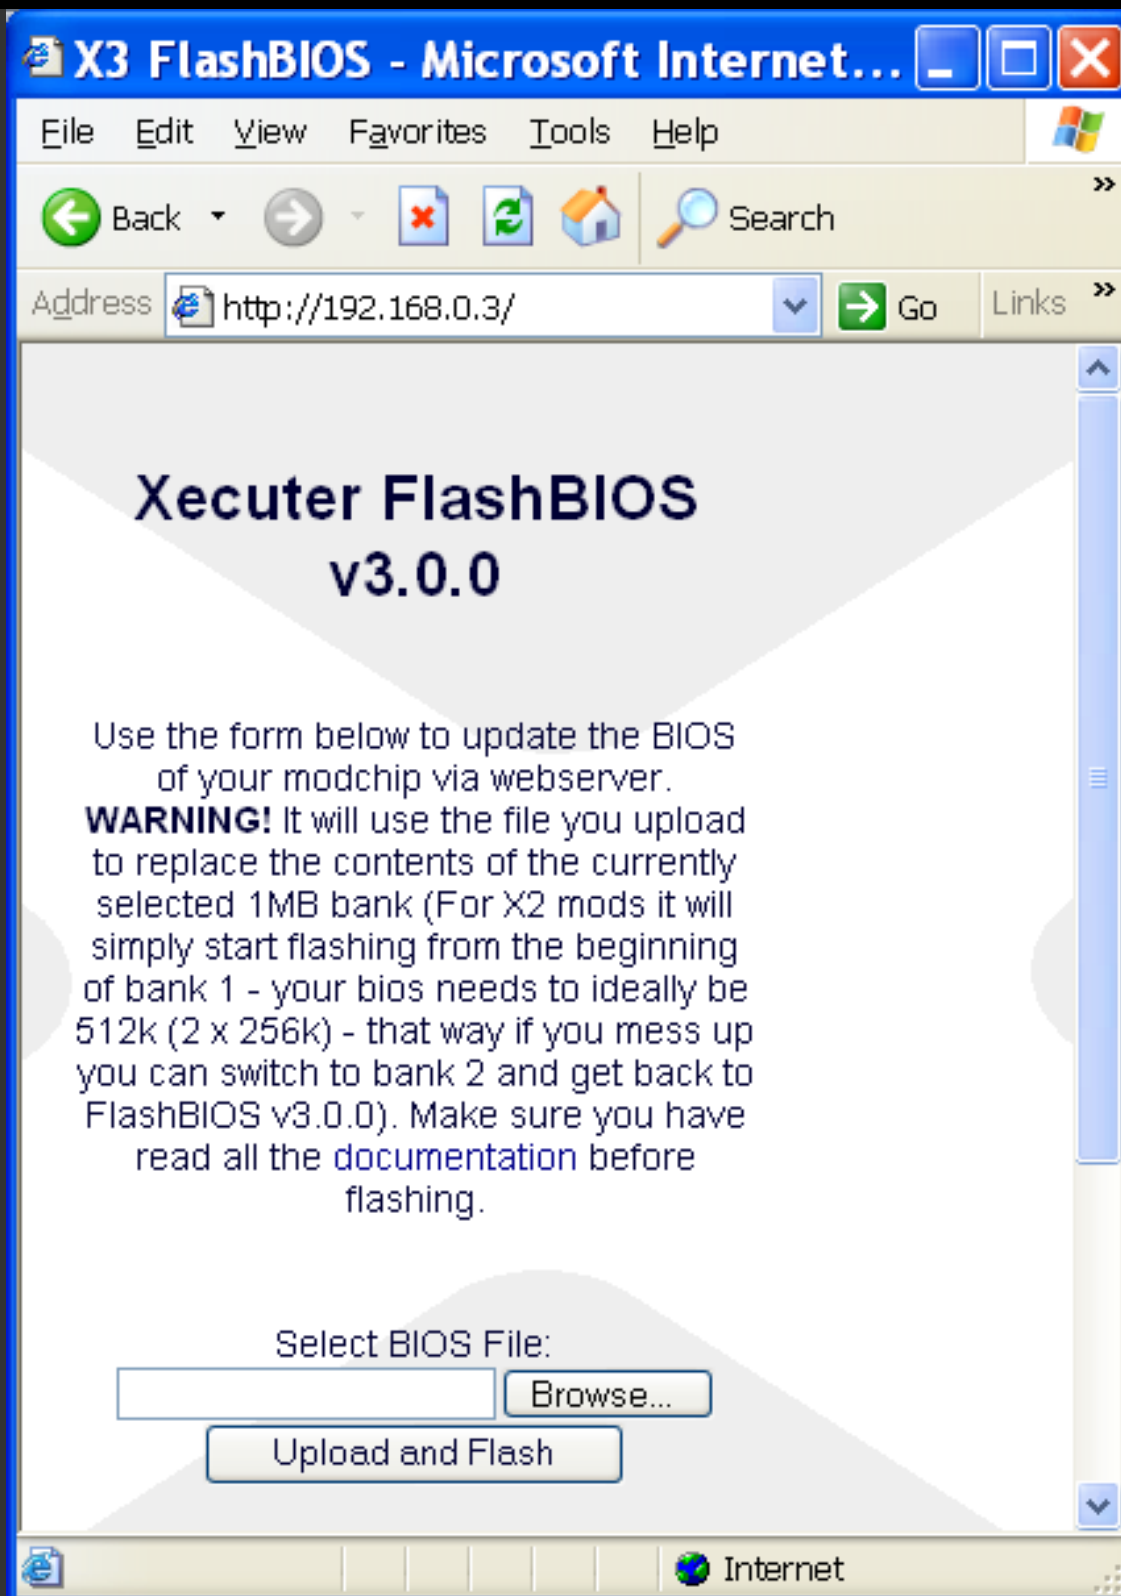 X3 FlashBIOS - Microsoft Internet...
File Edit View Favorites Tools Help
Back Search »
Address http://192.168.0.3/ Go Links »
Xecuter FlashBIOS
v3.0.0
Use the form below to update the BIOS
of your modchip via webserver.
WARNING! It will use the file you upload
to replace the contents of the currently
selected 1MB bank (For X2 mods it will
simply start flashing from the beginning
of bank 1 - your bios needs to ideally be
512k (2 x 256k) - that way if you mess up
you can switch to bank 2 and get back to
FlashBIOS v3.0.0). Make sure you have
read all the documentation before
flashing.
Select BIOS File:
Browse...
Upload and Flash
Internet